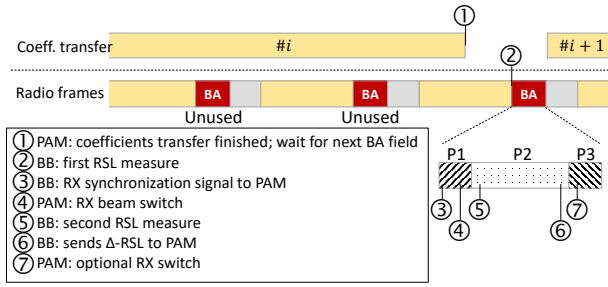 ①
Coeff. transfer #i #i + 1
②
Radio frames BA BA BA
Unused Unused
① PAM: coefficients transfer finished; wait for next BA field
② BB: first RSL measure
③ BB: RX synchronization signal to PAM
④ PAM: RX beam switch
⑤ BB: second RSL measure
⑥ BB: sends Δ-RSL to PAM
⑦ PAM: optional RX switch
P1 P2 P3
③ ④ ⑤ ⑥ ⑦